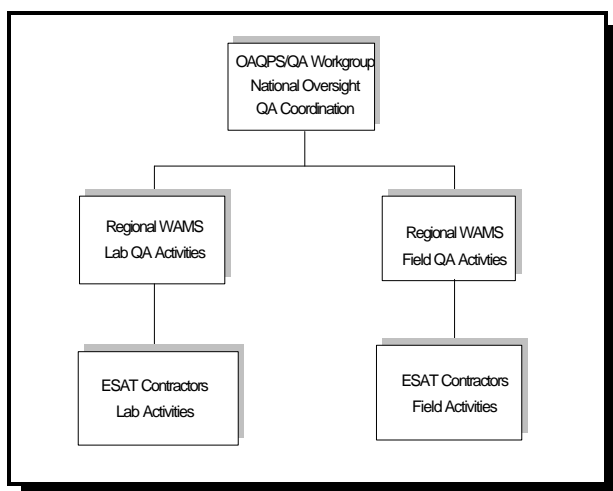 OAQPS/QA Workgroup
National Oversight
QA Coordination
Regional WAMS
Lab QA Activities
Regional WAMS
Field QA Activties
ESAT Contractors
Lab Activities
ESAT Contractors
Field Activities